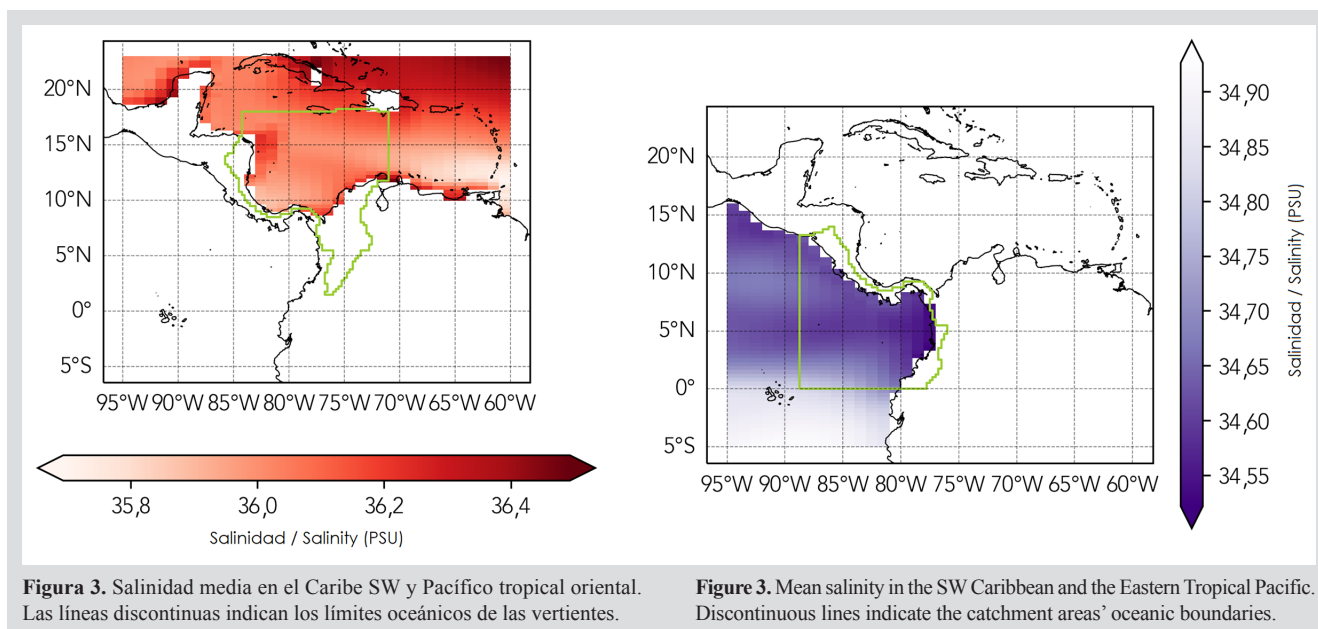 20°N
15°N
10°N
5°N
0°
5°S
95°W 90°W 85°W 80°W 75°W 70°W 65°W 60°W
35,8 36,0 36,2 36,4
Salinidad / Salinity (PSU)
20°N
15°N
10°N
5°N
0°
5°S
95°W 90°W 85°W 80°W 75°W 70°W 65°W 60°W
34,90
34,85
34,80
34,75
34,70
34,65
34,60
34,55
Salinidad / Salinity (PSU)
Figura 3. Salinidad media en el Caribe SW y Pacífico tropical oriental.
Las líneas discontinuas indican los límites oceánicos de las vertientes.
Figure 3. Mean salinity in the SW Caribbean and the Eastern Tropical Pacific.
Discontinuous lines indicate the catchment areas’ oceanic boundaries.